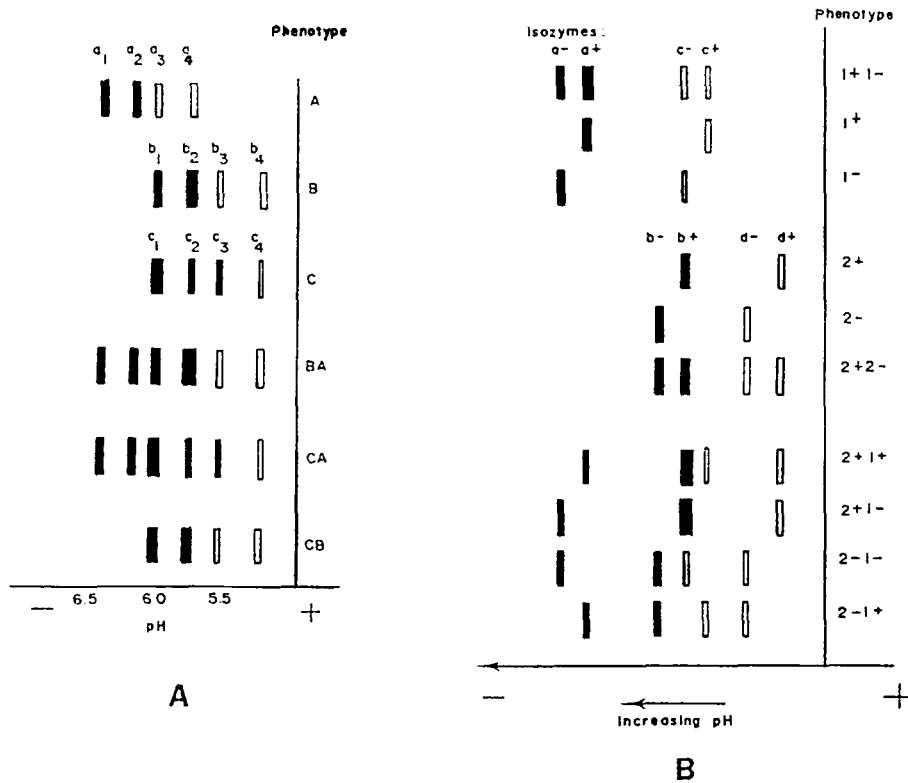 Phenotype
a1 a2 a3 a4
A
b1 b2 b3 b4
B
c1 c2 c3 c4
C
BA
CA
CB
− 6.5 6.0 5.5 +
pH
A
Phenotype
Isozymes:
a- a+ c- c+
1+1-
1+
1-
b- b+ d- d+
2+
2-
2+2-
2+1+
2+1-
2-1-
2-1+
− +
Increasing pH
B